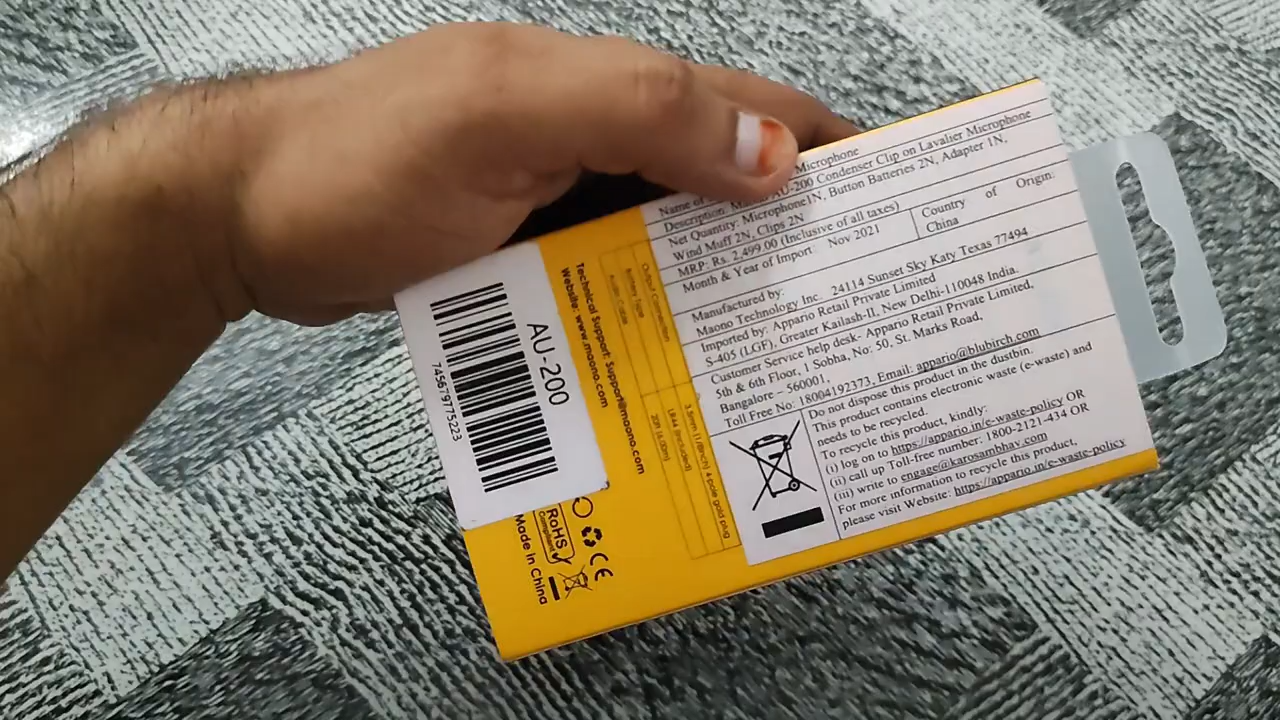 Microphone
Name of
Description: AU-200 Condenser Clip on Lavalier Microphone
Net Quantity: Microphone1N, Button Batteries 2N, Adapter 1N,
Wind Muff 2N, Clips 2N
MRP: Rs. 2,499.00 (Inclusive of all taxes)
Month & Year of Import: Nov 2021
Country of Origin:
China
Manufactured by:
Maono Technology Inc. 24114 Sunset Sky Katy Texas 77494
Imported by: Appario Retail Private Limited
S-405 (LGF), Greater Kailash-II, New Delhi-110048 India.
Customer Service help desk- Appario Retail Private Limited,
5th & 6th Floor, 1 Sobha, No: 50, St. Marks Road,
Bangalore – 560001,
Toll Free No: 18004192373, Email: appario@blubirch.com
Do not dispose this product in the dustbin.
This product contains electronic waste (e-waste) and
needs to be recycled.
To recycle this product, kindly:
(i) log on to https://appario.in/e-waste-policy OR
(ii) call up Toll-free number: 1800-2121-434 OR
(iii) write to engage@karosambhav.com
For more information to recycle this product,
please visit Website: https://appario.in/e-waste-policy
Output Connection
3.5mm (1/8inch) 4-pole gold plug
Battery Type
LR44 (included)
Audio Cable
20ft (6.00m)
Technical Support: Support@maono.com
Website: www.maono.com
AU-200
745679775223
CE
RoHS
Compliant
Made In China